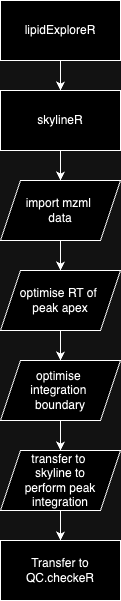 lipidExploreR
skylineR
import mzml
data
optimise RT of
peak apex
optimise
integration
boundary
transfer to
skyline to
perform peak
integration
Transfer to
QC.checkeR